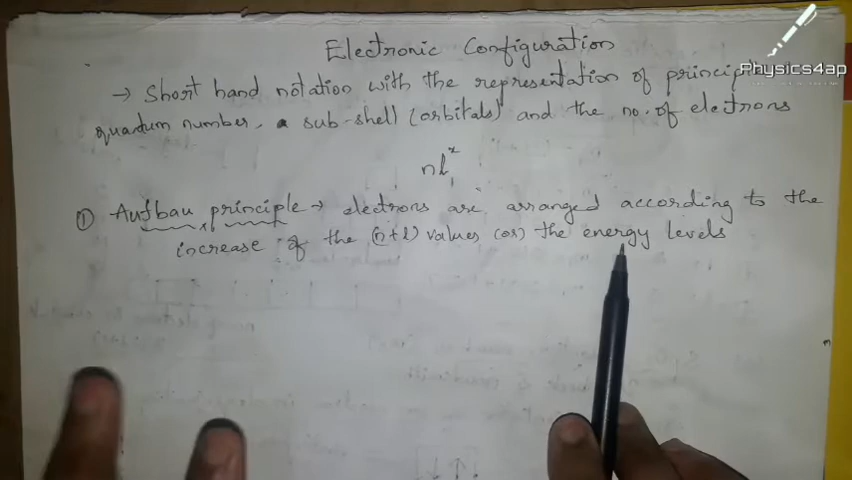 Electronic Configuration
Physics4ap
→ Short hand notation with the representation of
quantum number, sub-shell (orbitals) and the no. of electrons
nl^x
① Aufbau principle → electrons are arranged according to the
increase of the (n+l) values (or) the energy levels